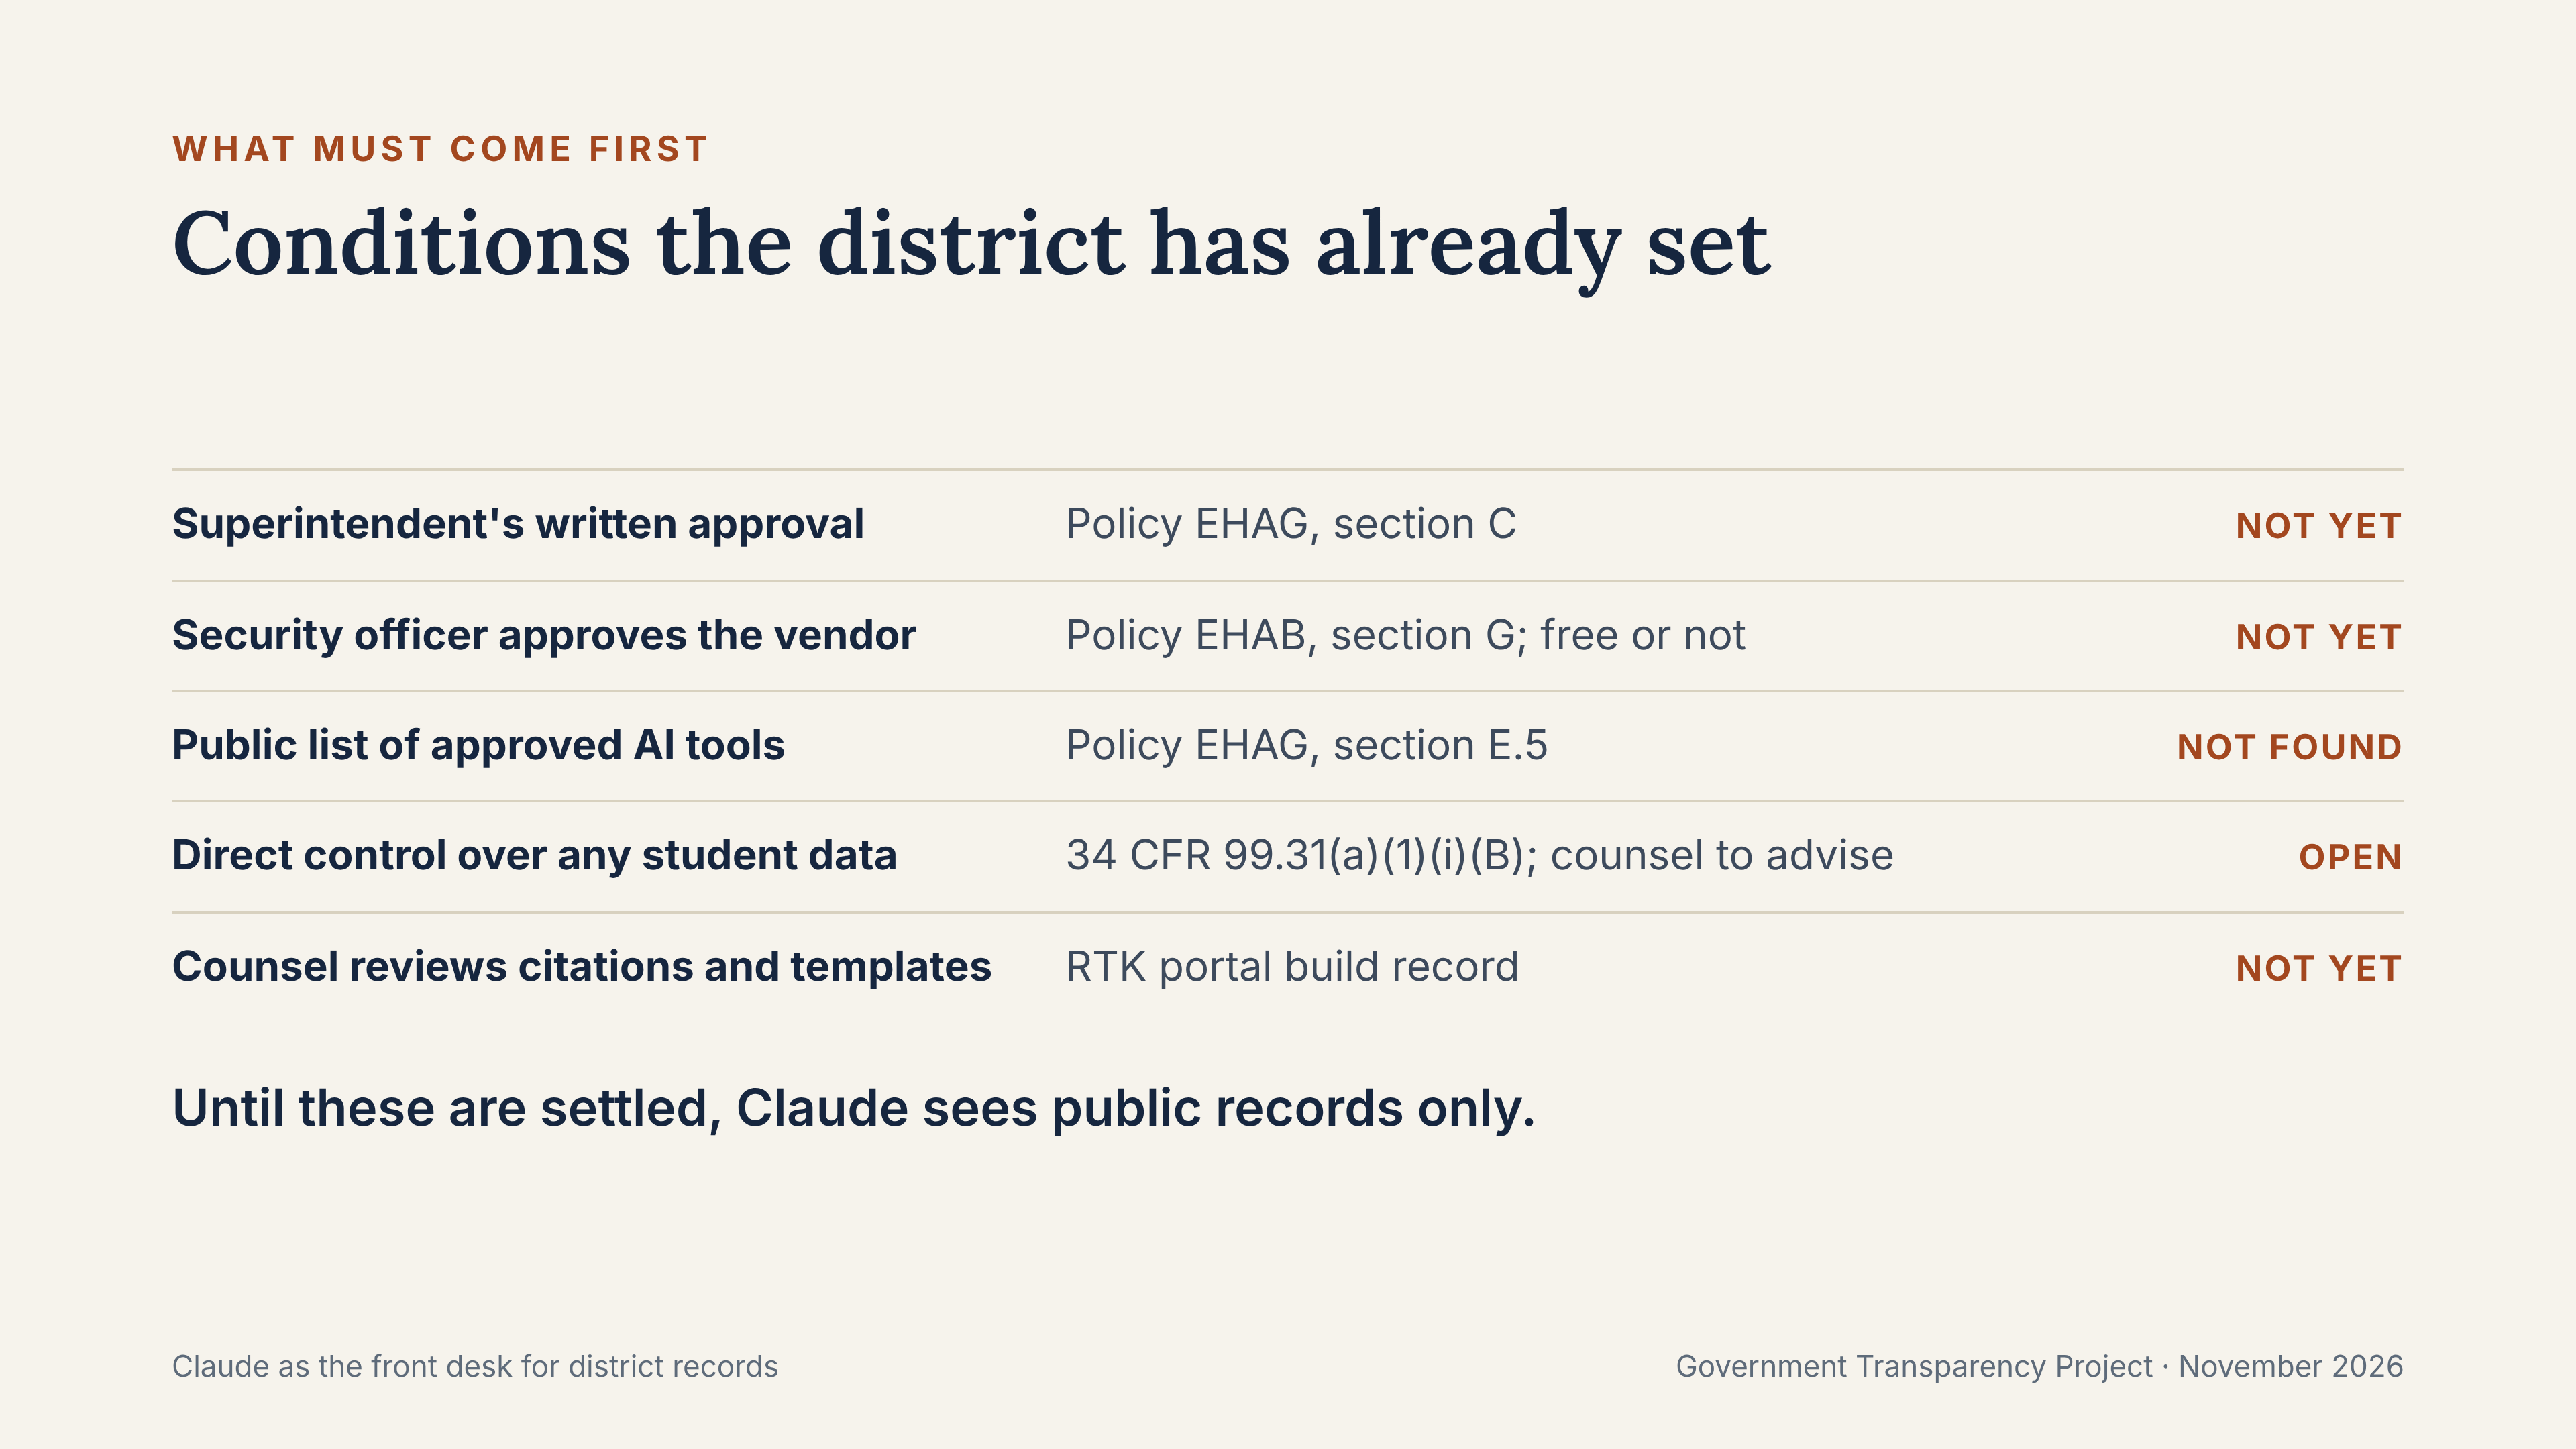 WHAT MUST COME FIRST
Conditions the district has already set
Superintendent's written approval Policy EHAG, section C NOT YET
Security officer approves the vendor Policy EHAB, section G; free or not NOT YET
Public list of approved AI tools Policy EHAG, section E.5 NOT FOUND
Direct control over any student data 34 CFR 99.31(a)(1)(i)(B); counsel to advise OPEN
Counsel reviews citations and templates RTK portal build record NOT YET
Until these are settled, Claude sees public records only.
Claude as the front desk for district records Government Transparency Project · November 2026